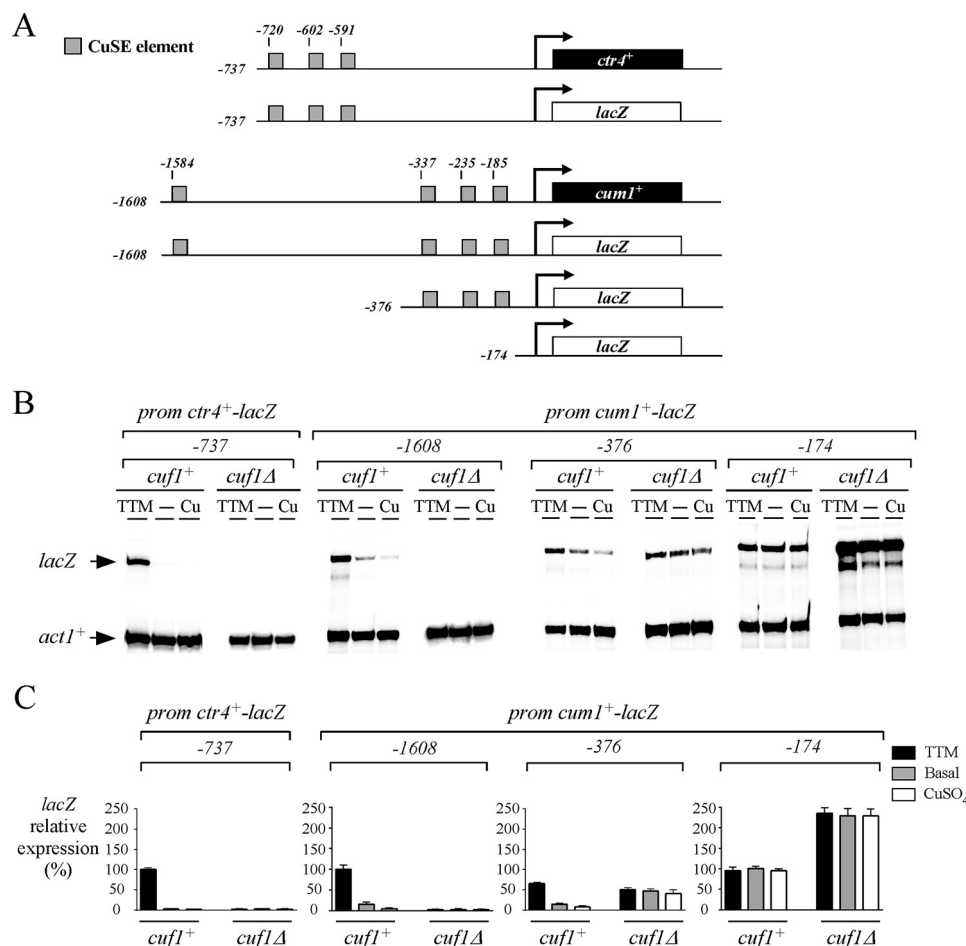 A
CuSE element
-720 -602 -591
-737 ctr4+
-737 lacZ
-1584 -337 -235 -185
-1608 cum1+
-1608 lacZ
-376 lacZ
-174 lacZ
B
prom ctr4+-lacZ prom cum1+-lacZ
-737 -1608 -376 -174
cuf1+ cuf1Δ cuf1+ cuf1Δ cuf1+ cuf1Δ cuf1+ cuf1Δ
TTM — Cu TTM — Cu TTM — Cu TTM — Cu TTM — Cu TTM — Cu TTM — Cu TTM — Cu
lacZ
act1+
C
prom ctr4+-lacZ prom cum1+-lacZ
-737 -1608 -376 -174
TTM
Basal
CuSO4
lacZ
relative
expression
(%)
250 250 250 250
200 200 200 200
150 150 150 150
100 100 100 100
50 50 50 50
0 0 0 0
cuf1+ cuf1Δ cuf1+ cuf1Δ cuf1+ cuf1Δ cuf1+ cuf1Δ